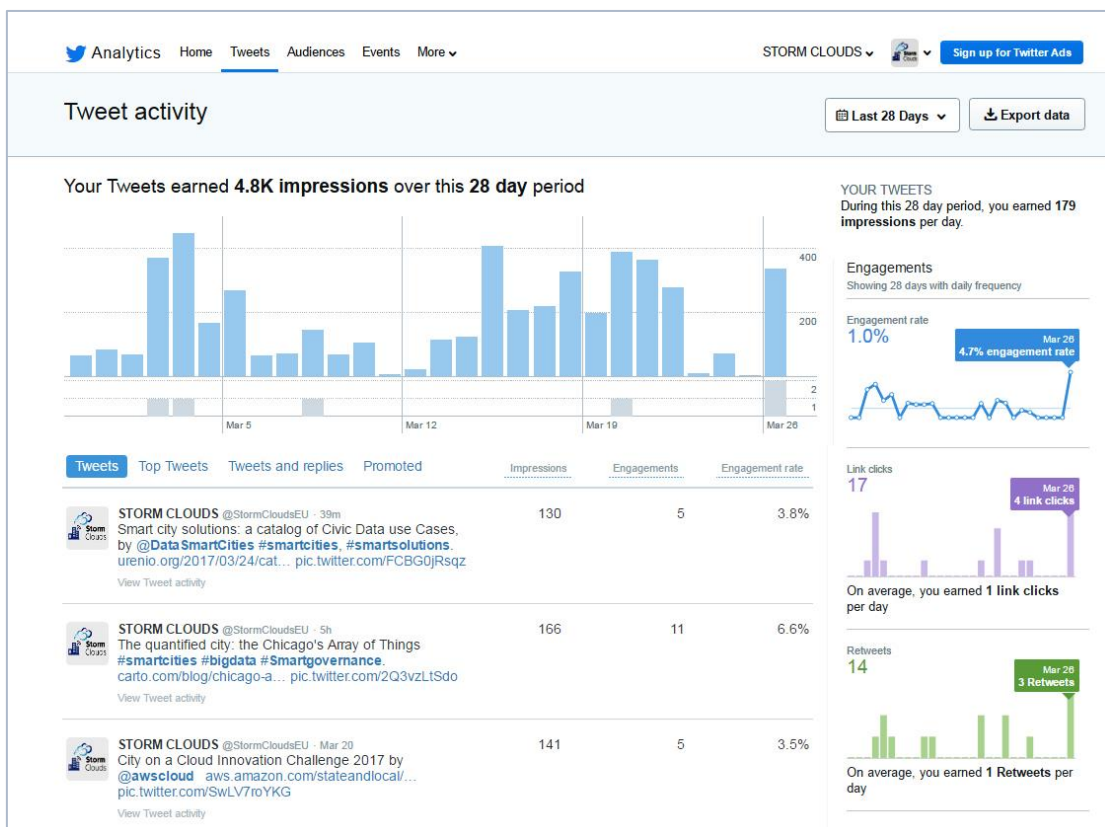 Analytics Home Tweets Audiences Events More STORM CLOUDS Sign up for Twitter Ads
Tweet activity
Last 28 Days Export data
Your Tweets earned 4.8K impressions over this 28 day period
400
200
2
1
Mar 5 Mar 12 Mar 19 Mar 26
YOUR TWEETS
During this 28 day period, you earned 179
impressions per day.
Engagements
Showing 28 days with daily frequency
Engagement rate
1.0%
Mar 26
4.7% engagement rate
Link clicks
17
Mar 26
4 link clicks
On average, you earned 1 link clicks
per day
Retweets
14
Mar 26
3 Retweets
On average, you earned 1 Retweets per
day
Tweets Top Tweets Tweets and replies Promoted Impressions Engagements Engagement rate
Storm
Clouds
STORM CLOUDS @StormCloudsEU · 39m 130 5 3.8%
Smart city solutions: a catalog of Civic Data use Cases,
by @DataSmartCities #smartcities, #smartsolutions.
urenio.org/2017/03/24/cat... pic.twitter.com/FCBG0jRsqz
View Tweet activity
Storm
Clouds
STORM CLOUDS @StormCloudsEU · 5h 166 11 6.6%
The quantified city: the Chicago's Array of Things
#smartcities #bigdata #Smartgovernance.
carto.com/blog/chicago-a... pic.twitter.com/2Q3vzLtSdo
View Tweet activity
Storm
Clouds
STORM CLOUDS @StormCloudsEU · Mar 20 141 5 3.5%
City on a Cloud Innovation Challenge 2017 by
@awscloud aws.amazon.com/stateandlocal/...
pic.twitter.com/SwLV7roYKG
View Tweet activity